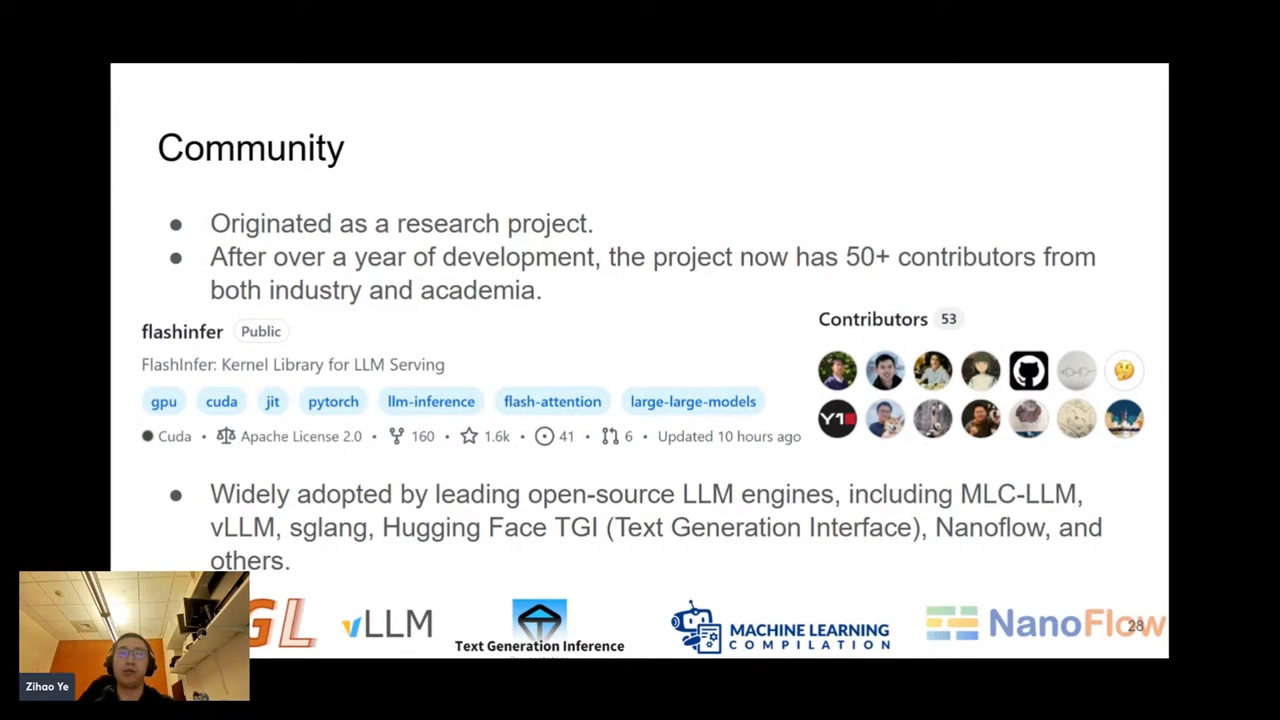 Community
● Originated as a research project.
● After over a year of development, the project now has 50+ contributors from
both industry and academia.
flashinfer Public
FlashInfer: Kernel Library for LLM Serving
gpu cuda jit pytorch llm-inference flash-attention large-large-models
Cuda • Apache License 2.0 • 160 • 1.6k • 41 • 6 • Updated 10 hours ago
Contributors 53
Y1
● Widely adopted by leading open-source LLM engines, including MLC-LLM,
vLLM, sglang, Hugging Face TGI (Text Generation Interface), Nanoflow, and
others.
GL
vLLM
Text Generation Inference
MACHINE LEARNING
COMPILATION
NanoFlow
28
Zihao Ye